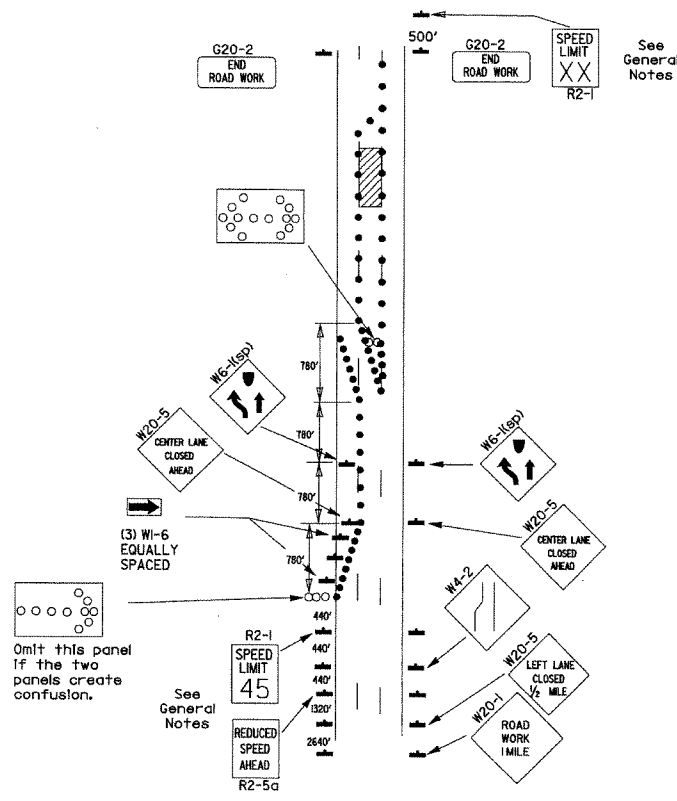 500'
G20-2
END
ROAD WORK
G20-2
END
ROAD WORK
SPEED
LIMIT
XX
R2-1
See
General
Notes
780'
W6-1(sp)
W6-1(sp)
780'
W20-5
CENTER LANE
CLOSED
AHEAD
780'
W20-5
CENTER LANE
CLOSED
AHEAD
(3) W1-6
EQUALLY
SPACED
780'
W4-2
Omit this panel
if the two
panels create
confusion.
440'
R2-1
SPEED
LIMIT
45
440'
440'
See
General
Notes
W20-5
LEFT LANE
CLOSED
1/2 MILE
1320'
REDUCED
SPEED
AHEAD
R2-5a
2640'
W20-1
ROAD
WORK
1 MILE